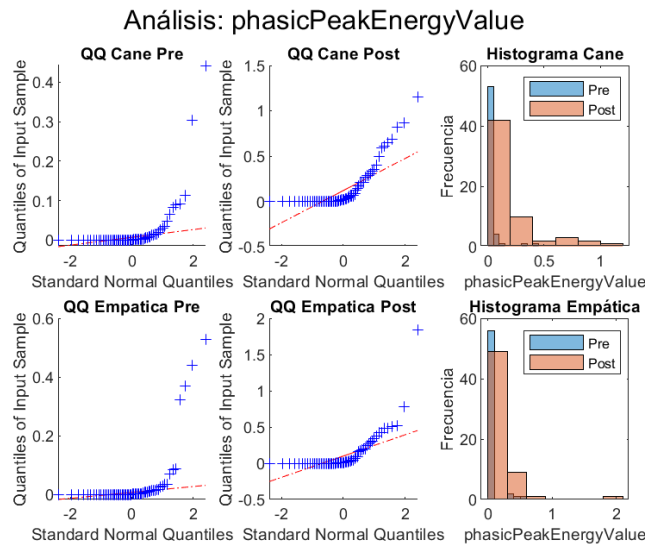 Análisis: phasicPeakEnergyValue
QQ Cane Pre
Quantiles of Input Sample
0.4
0.3
0.2
0.1
0
-2
0
2
Standard Normal Quantiles
QQ Cane Post
Quantiles of Input Sample
1.5
1
0.5
0
-0.5
-2
0
2
Standard Normal Quantiles
Histograma Cane
Frecuencia
60
40
20
0
Pre
Post
0
0.5
1
phasicPeakEnergyValue
QQ Empatica Pre
Quantiles of Input Sample
0.6
0.4
0.2
0
-2
0
2
Standard Normal Quantiles
QQ Empatica Post
Quantiles of Input Sample
2
1.5
1
0.5
0
-0.5
-2
0
2
Standard Normal Quantiles
Histograma Empática
Frecuencia
60
40
20
0
Pre
Post
0
1
2
phasicPeakEnergyValue